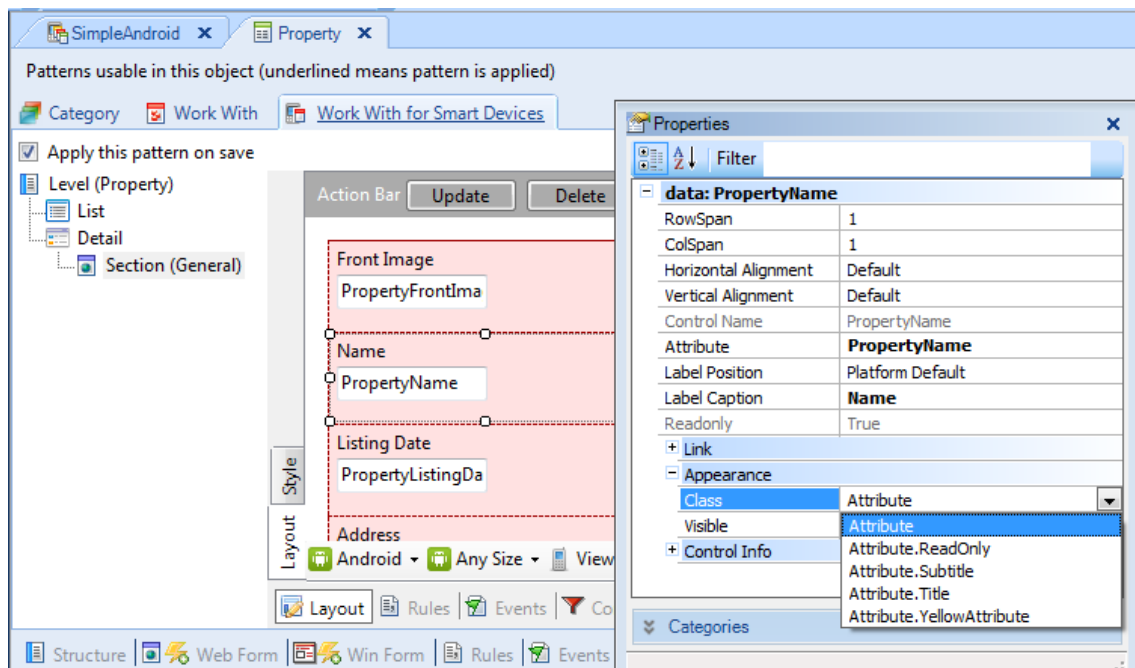 SimpleAndroid
Property
Patterns usable in this object (underlined means pattern is applied)
Category
Work With
Work With for Smart Devices
Apply this pattern on save
Level (Property)
List
Detail
Section (General)
Action Bar
Update
Delete
Front Image
PropertyFrontIma
Name
PropertyName
Listing Date
PropertyListingDa
Address
Style
Layout
Android
Any Size
View
Layout
Rules
Events
Co
Structure
Web Form
Win Form
Rules
Events
Properties
Filter
data: PropertyName
RowSpan 1
ColSpan 1
Horizontal Alignment Default
Vertical Alignment Default
Control Name PropertyName
Attribute PropertyName
Label Position Platform Default
Label Caption Name
Readonly True
Link
Appearance
Class Attribute
Visible
Control Info
Attribute
Attribute.ReadOnly
Attribute.Subtitle
Attribute.Title
Attribute.YellowAttribute
Categories